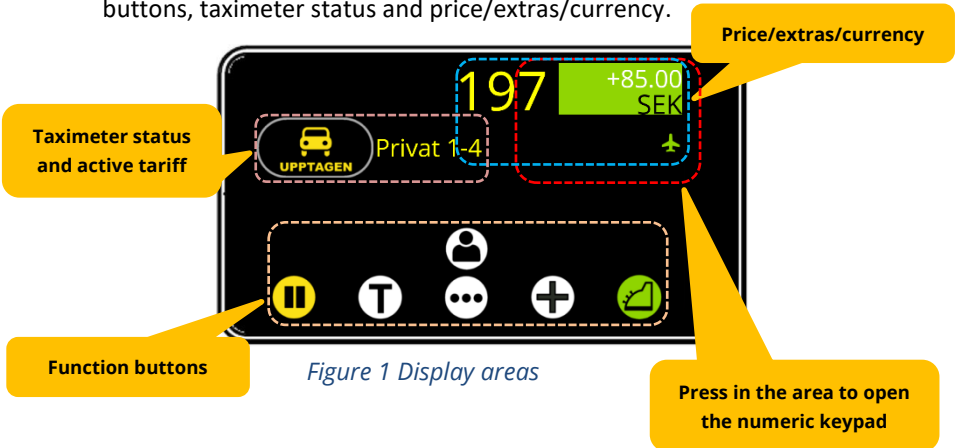 buttons, taximeter status and price/extras/currency.
Price/extras/currency
197
+85.00
SEK
Taximeter status
and active tariff
UPPTAGEN
Privat 1-4
T
Function buttons
Figure 1 Display areas
Press in the area to open
the numeric keypad